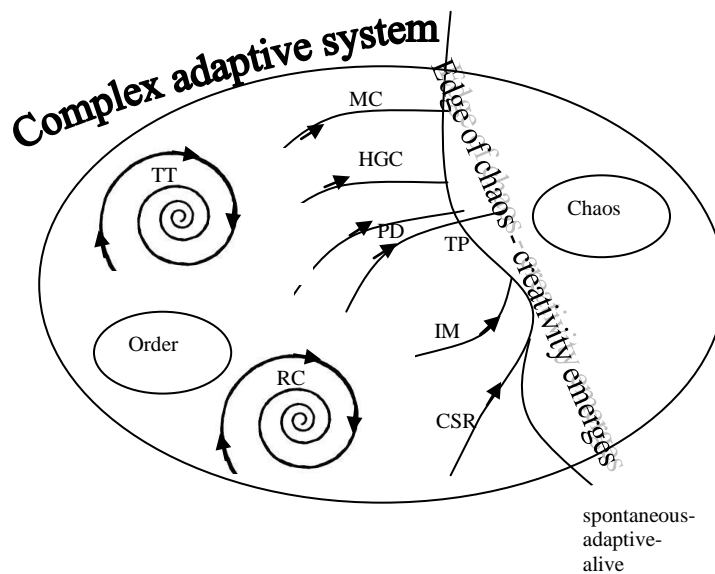 Complex adaptive system
Edge of chaos - creativity emerges
MC
TT
HGC
Chaos
PD
TP
IM
Order
RC
CSR
spontaneous-
adaptive-
alive